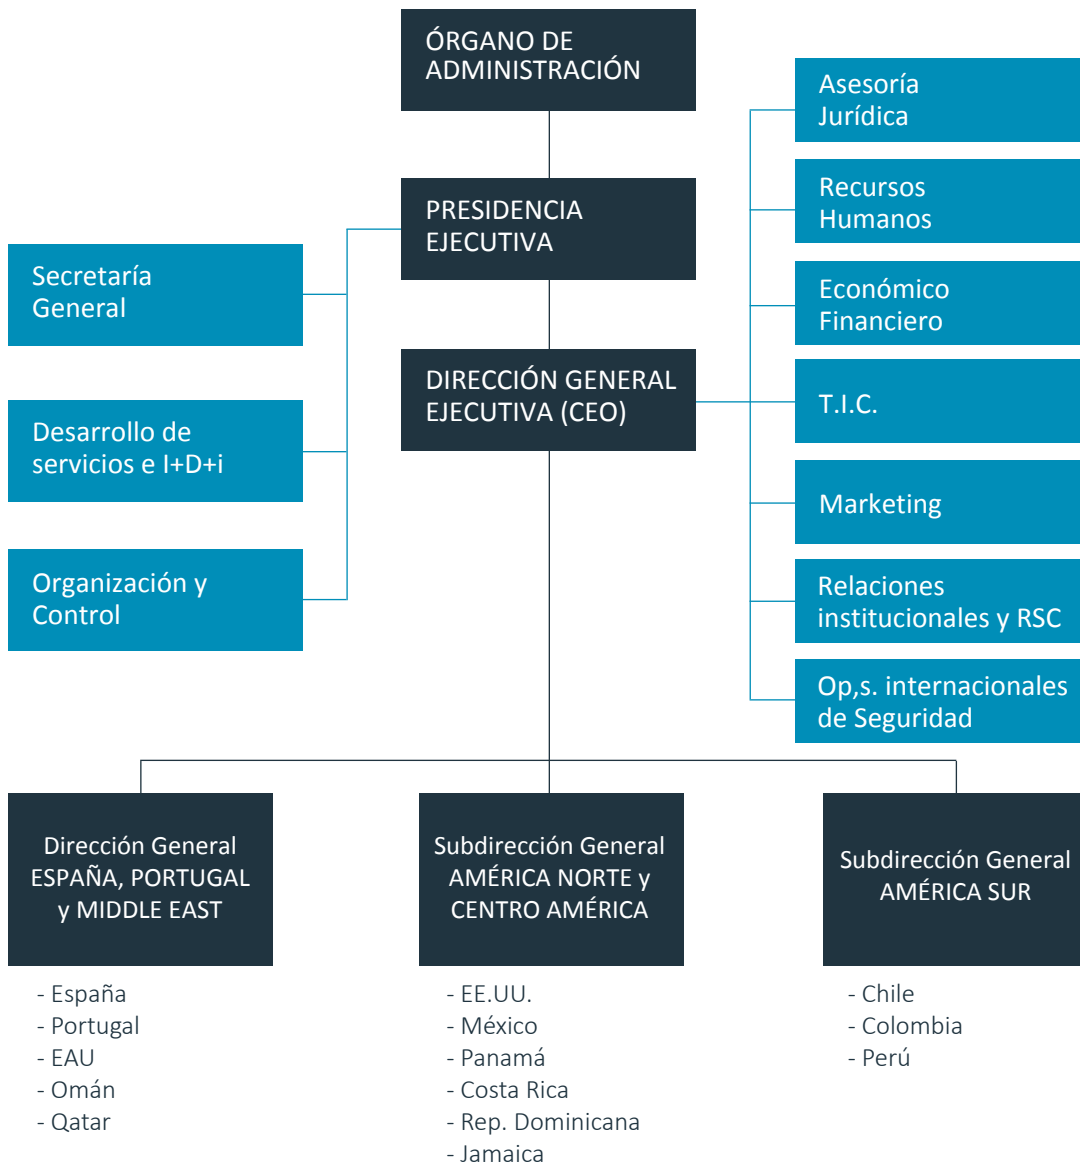 ÓRGANO DE
ADMINISTRACIÓN
PRESIDENCIA
EJECUTIVA
DIRECCIÓN GENERAL
EJECUTIVA (CEO)
Secretaría
General
Desarrollo de
servicios e I+D+i
Organización y
Control
Asesoría
Jurídica
Recursos
Humanos
Económico
Financiero
T.I.C.
Marketing
Relaciones
institucionales y RSC
Op,s. internacionales
de Seguridad
Dirección General
ESPAÑA, PORTUGAL
y MIDDLE EAST
- España
- Portugal
- EAU
- Omán
- Qatar
Subdirección General
AMÉRICA NORTE y
CENTRO AMÉRICA
- EE.UU.
- México
- Panamá
- Costa Rica
- Rep. Dominicana
- Jamaica
Subdirección General
AMÉRICA SUR
- Chile
- Colombia
- Perú